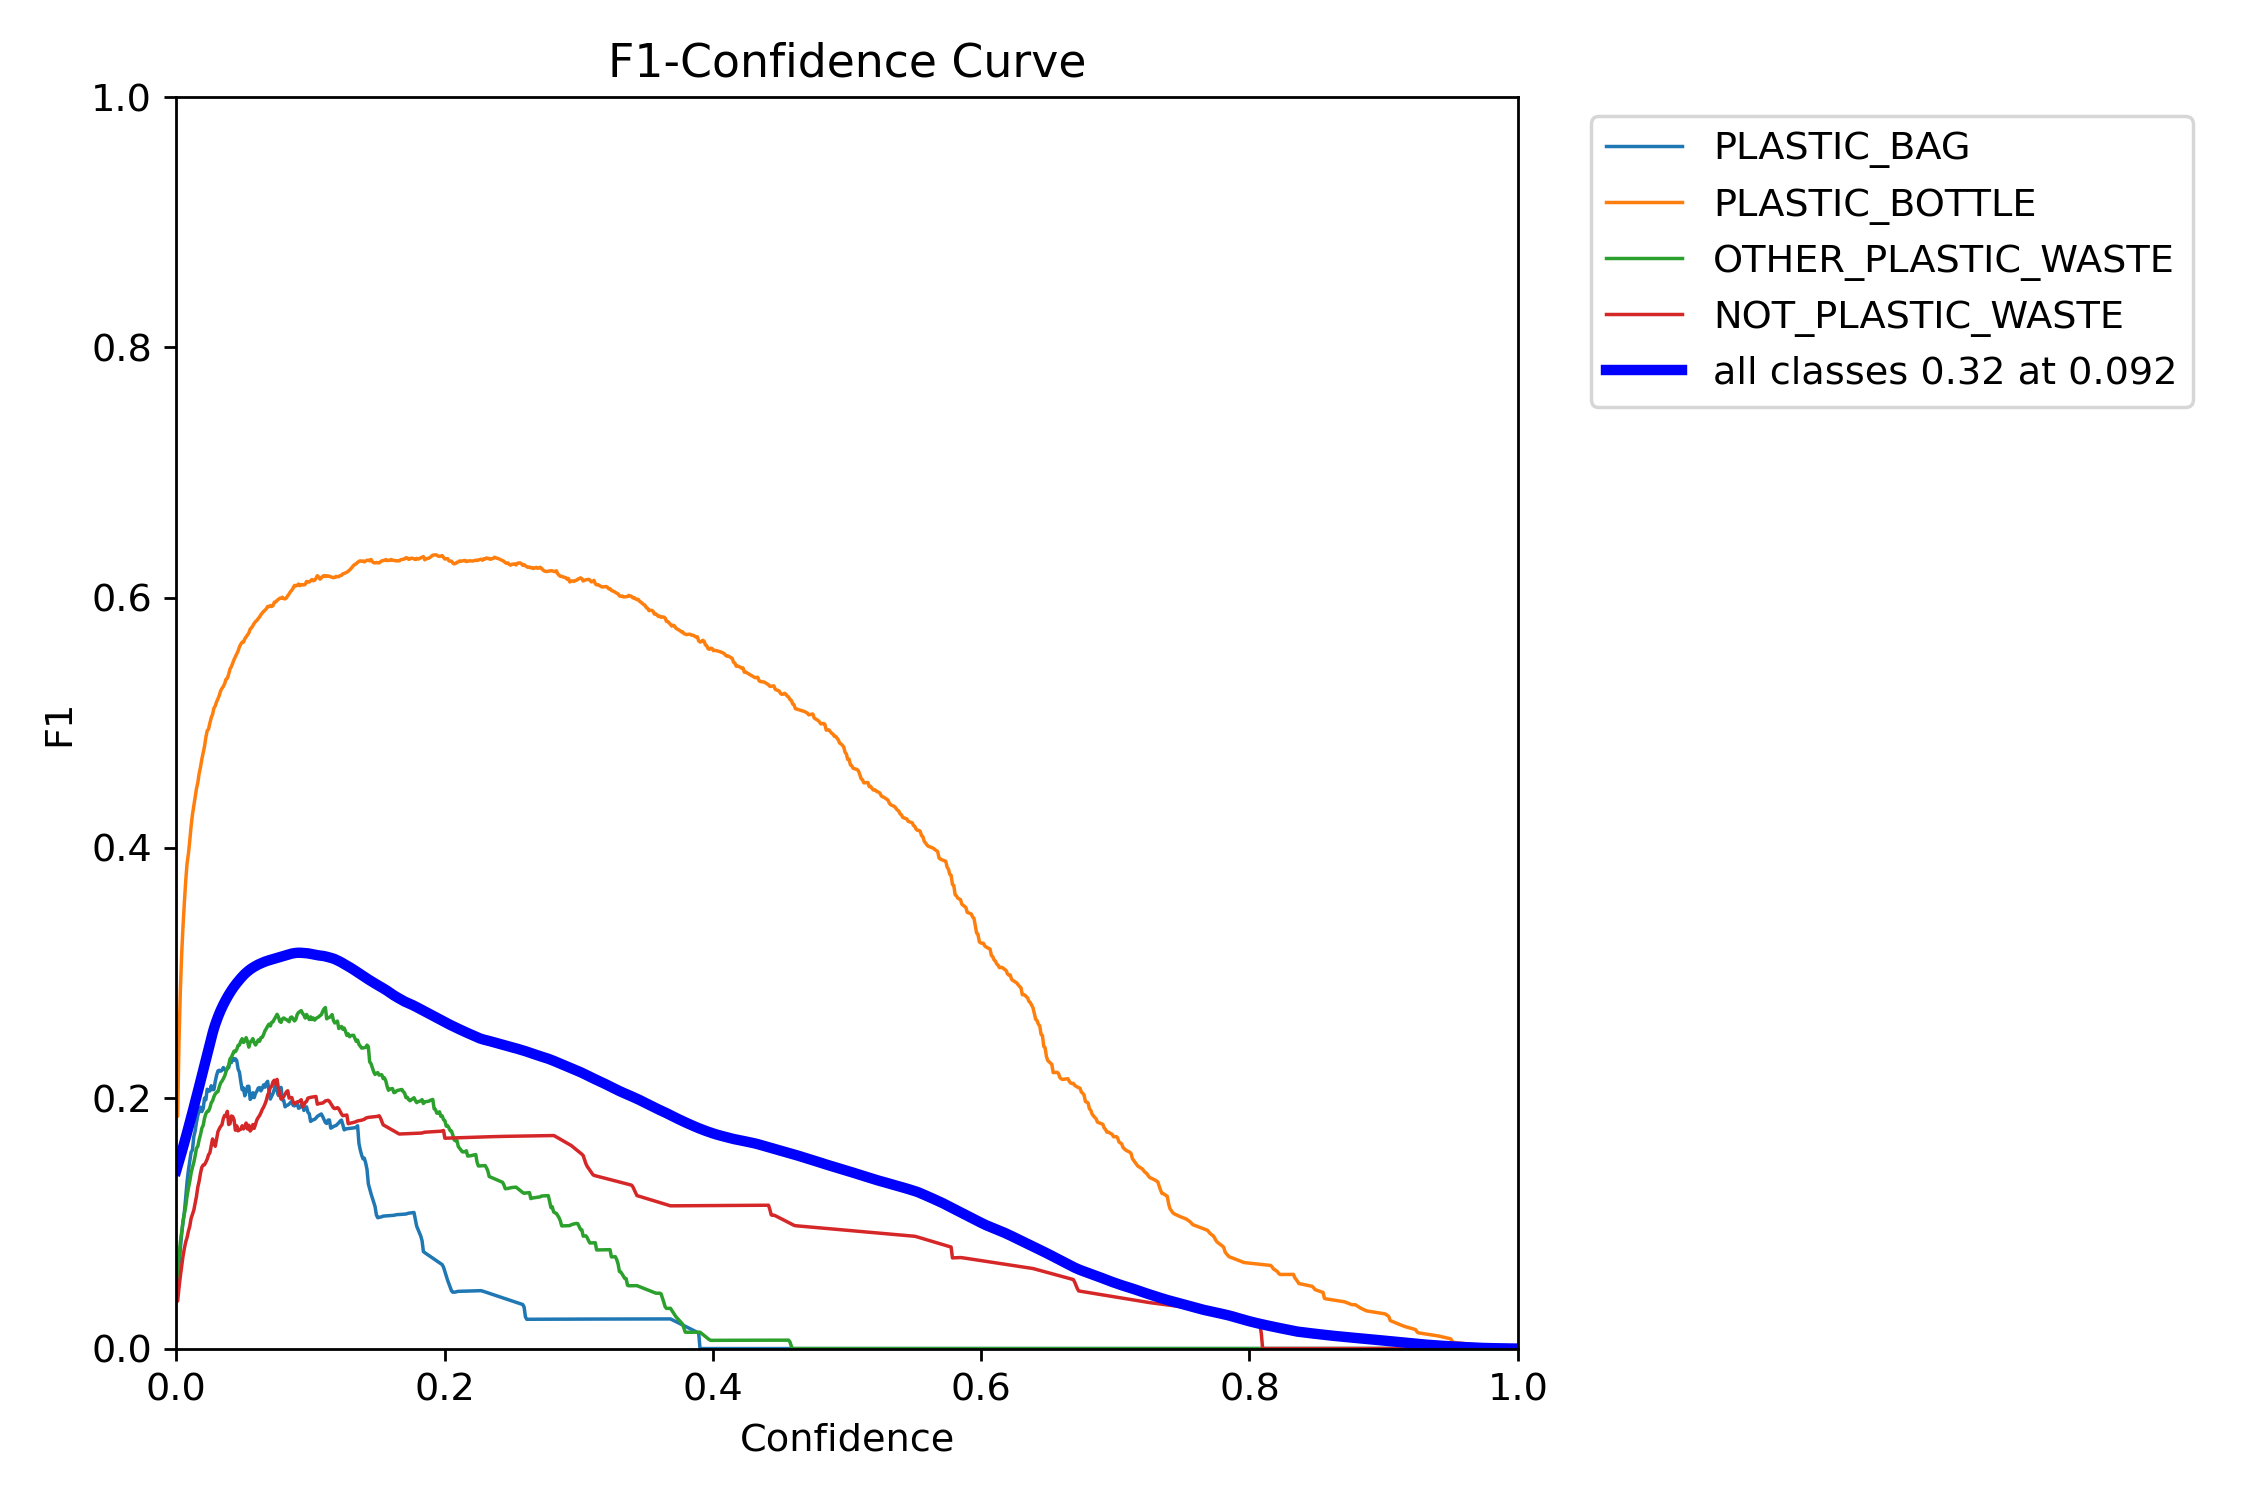 F1-Confidence Curve
1.0
0.8
0.6
0.4
0.2
0.0
F1
0.0 0.2 0.4 0.6 0.8 1.0
Confidence
PLASTIC_BAG
PLASTIC_BOTTLE
OTHER_PLASTIC_WASTE
NOT_PLASTIC_WASTE
all classes 0.32 at 0.092